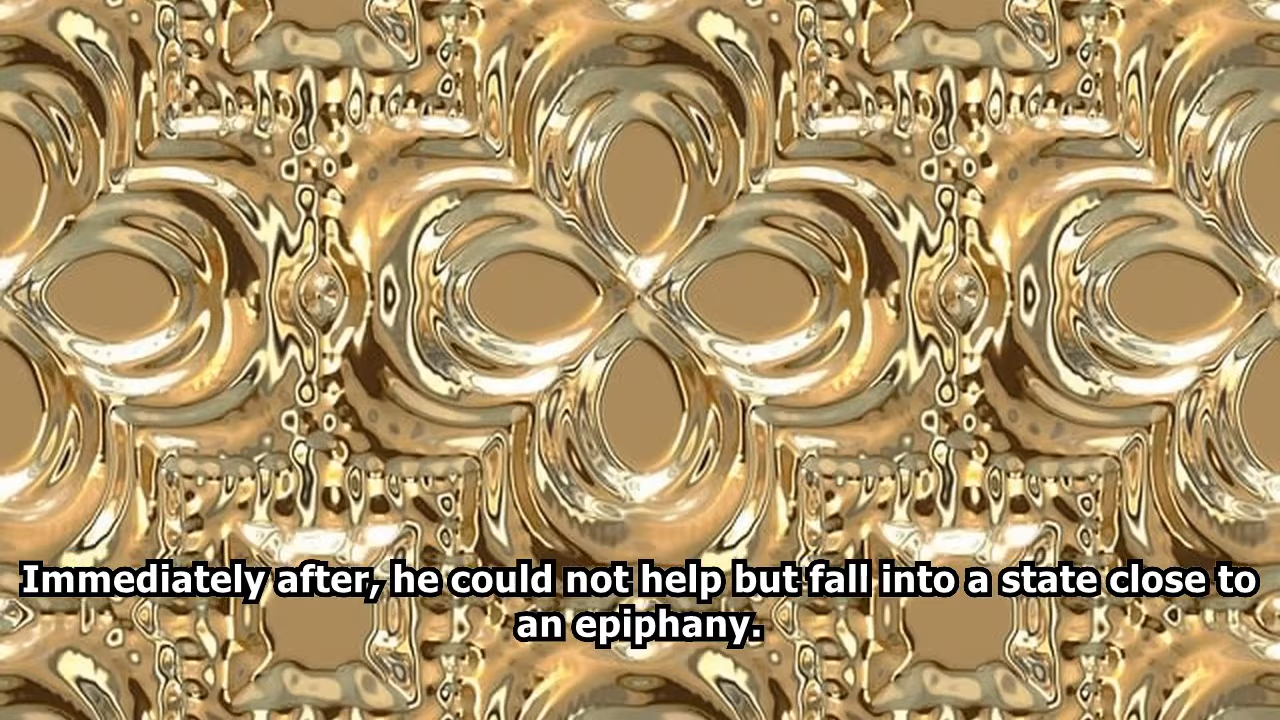 Immediately after, he could not help but fall into a state close to
an epiphany.